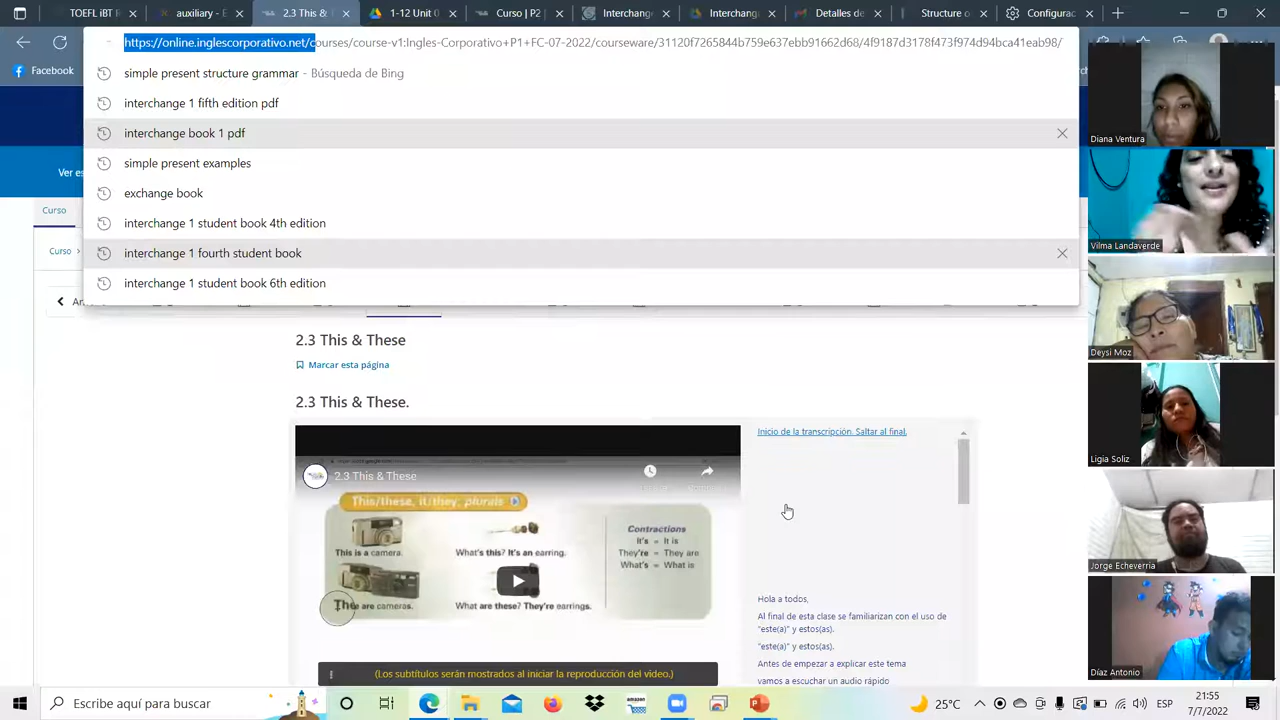 TOEFL iBT
auxiliary - E
2.3 This &
1-12 Unit 0
Curso | P2
Interchang
Interchang
Detalles de
Structure o
Configurac
https://online.inglescorporativo.net/courses/course-v1:Ingles-Corporativo+P1+FC-07-2022/courseware/31120f7265844b759e637ebb91662d68/4f9187d3178f473f974d94bca41eab98/
Facebook
simple present structure grammar - Búsqueda de Bing
interchange 1 fifth edition pdf
interchange book 1 pdf
simple present examples
exchange book
interchange 1 student book 4th edition
interchange 1 fourth student book
interchange 1 student book 6th edition
Ver es
Curso
Curso >
An
2.3 This & These
Marcar esta página
2.3 This & These.
2.3 This & These
This/these, it/they; plurals
This is a camera.
What's this? It's an earring.
These are cameras.
What are these? They're earrings.
Contractions
It's = It is
They're = They are
What's = What is
(Los subtítulos serán mostrados al iniciar la reproducción del video.)
Inicio de la transcripción. Saltar al final.
Hola a todos,
Al final de esta clase se familiarizan con el uso de
"este(a)" y estos(as).
"este(a)" y estos(as).
Antes de empezar a explicar este tema
vamos a escuchar un audio rápido
Diana Ventura
Vilma Landaverde
Deysi Moz
Ligia Soliz
Jorge Echeverria
Díaz Antonio
Escribe aquí para buscar
amazon
25°C
ESP
21:55
7/7/2022